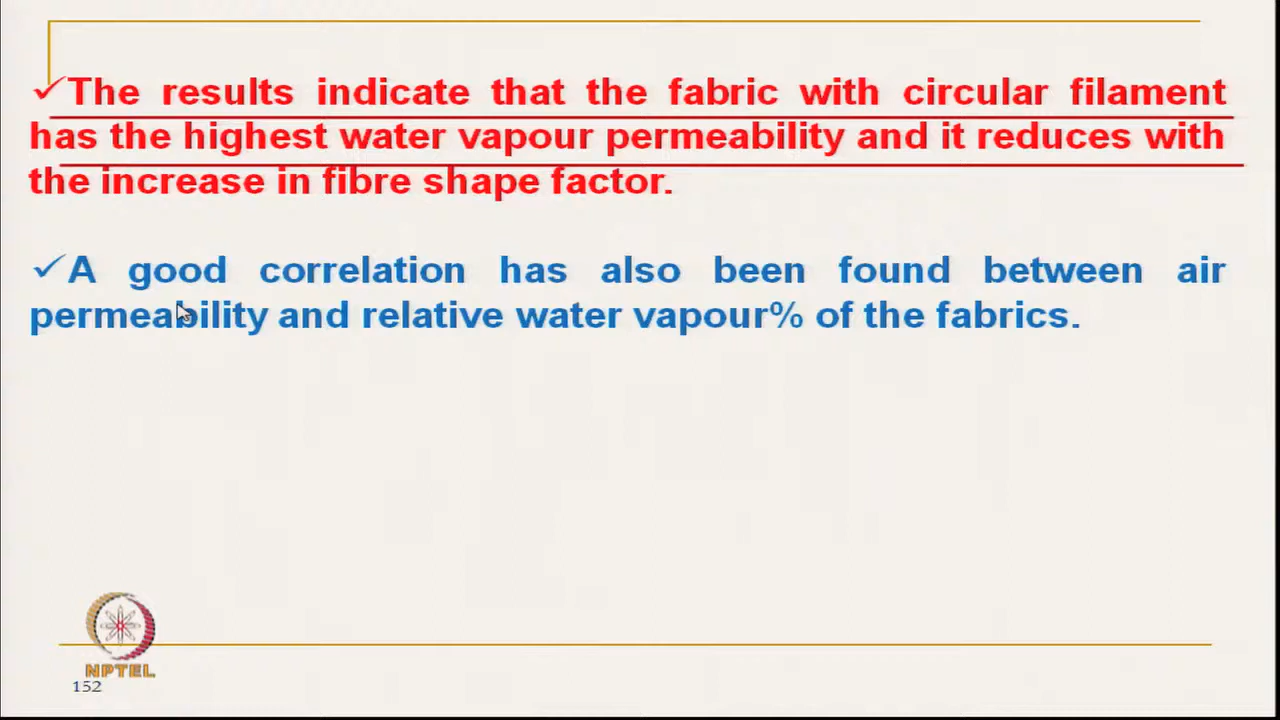 ✓The results indicate that the fabric with circular filament
has the highest water vapour permeability and it reduces with
the increase in fibre shape factor.
✓A good correlation has also been found between air
permeability and relative water vapour% of the fabrics.
NPTEL
152